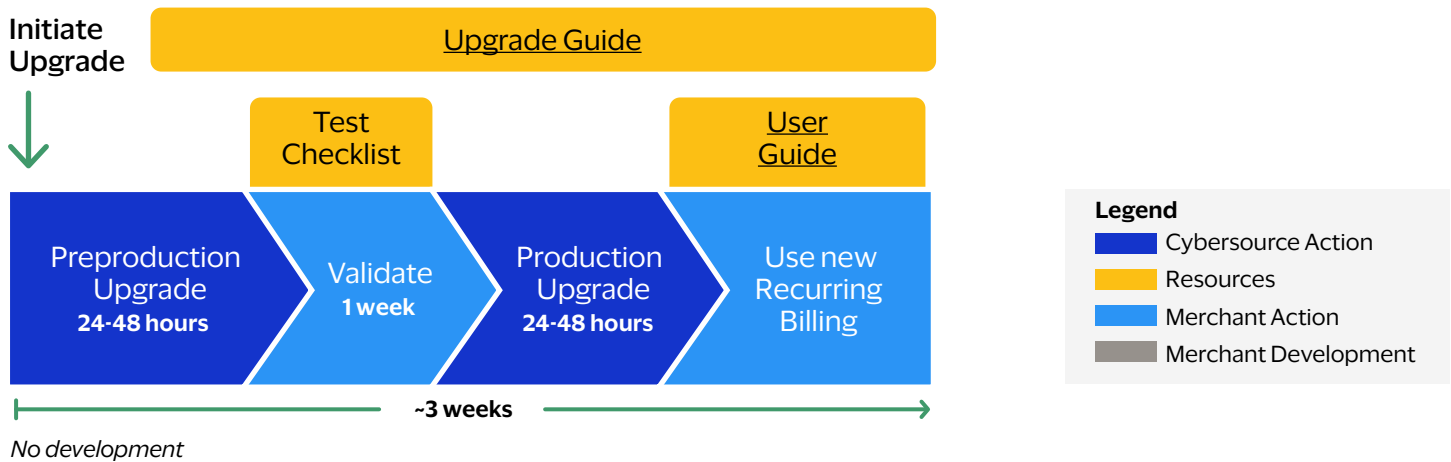 Initiate
Upgrade
Upgrade Guide
Test
Checklist
User
Guide
Preproduction
Upgrade
24-48 hours
Validate
1 week
Production
Upgrade
24-48 hours
Use new
Recurring
Billing
~3 weeks
No development
Legend
Cybersource Action
Resources
Merchant Action
Merchant Development